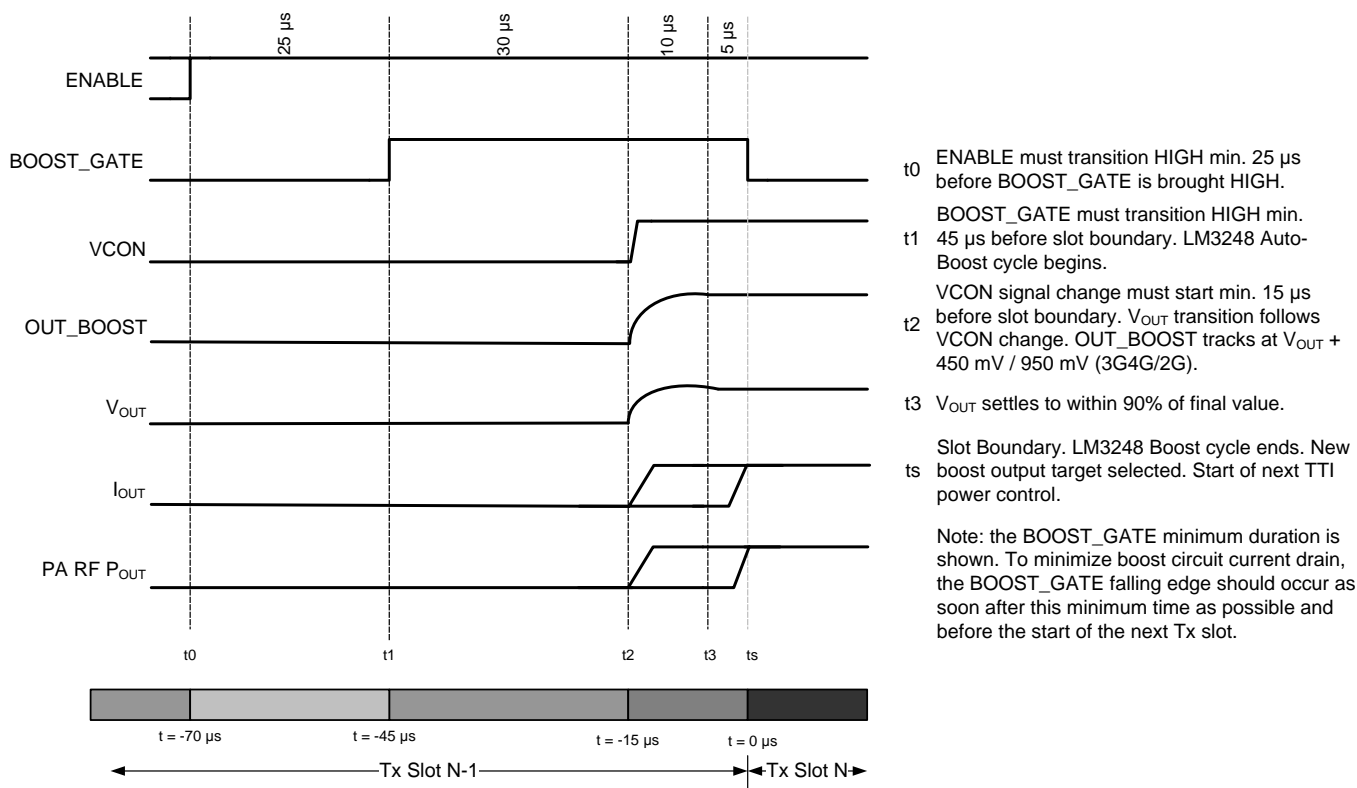 25 µs
30 µs
10 µs
5 µs
ENABLE
BOOST_GATE
VCON
OUT_BOOST
VOUT
IOUT
PA RF POUT
t0 ENABLE must transition HIGH min. 25 µs
before BOOST_GATE is brought HIGH.
t1 BOOST_GATE must transition HIGH min.
45 µs before slot boundary. LM3248 Auto-
Boost cycle begins.
t2 VCON signal change must start min. 15 µs
before slot boundary. VOUT transition follows
VCON change. OUT_BOOST tracks at VOUT +
450 mV / 950 mV (3G4G/2G).
t3 VOUT settles to within 90% of final value.
ts Slot Boundary. LM3248 Boost cycle ends. New
boost output target selected. Start of next TTI
power control.
Note: the BOOST_GATE minimum duration is
shown. To minimize boost circuit current drain,
the BOOST_GATE falling edge should occur as
soon after this minimum time as possible and
before the start of the next Tx slot.
t0 t1 t2 t3 ts
t = -70 µs t = -45 µs t = -15 µs t = 0 µs
Tx Slot N-1 Tx Slot N